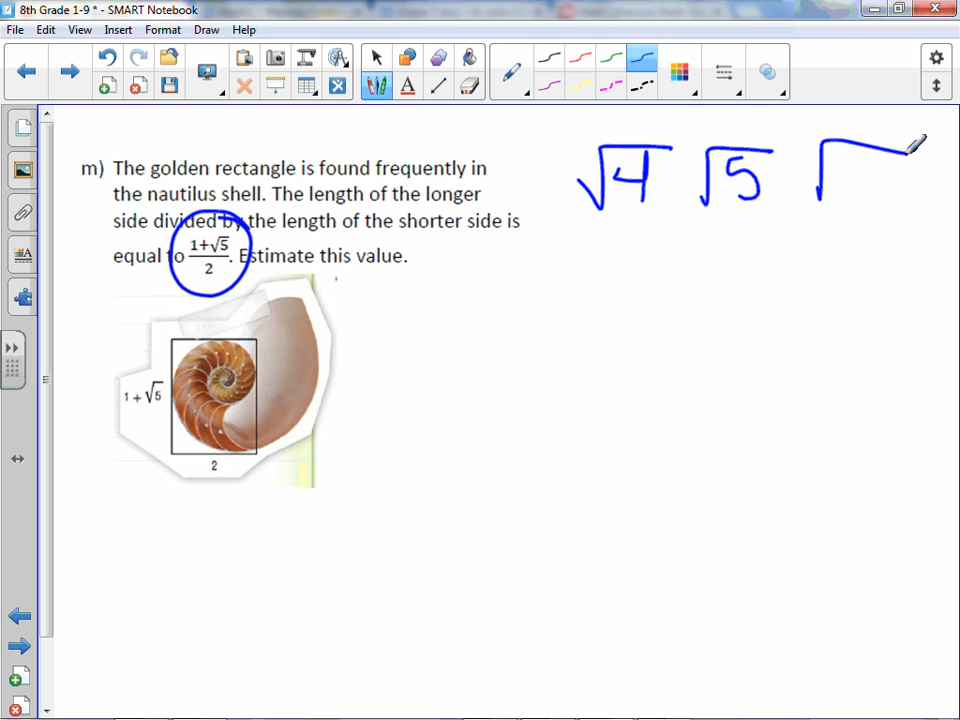 8th Grade 1-9 * - SMART Notebook
File Edit View Insert Format Draw Help
m) The golden rectangle is found frequently in
the nautilus shell. The length of the longer
side divided by the length of the shorter side is
equal to (1+√5)/2. Estimate this value.
√4 √5 √
1 + √5
2